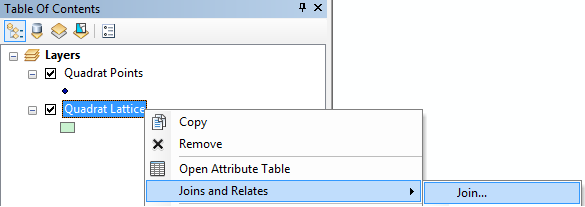 Table Of Contents
Layers
Quadrat Points
Quadrat Lattice
Copy
Remove
Open Attribute Table
Joins and Relates
Join...